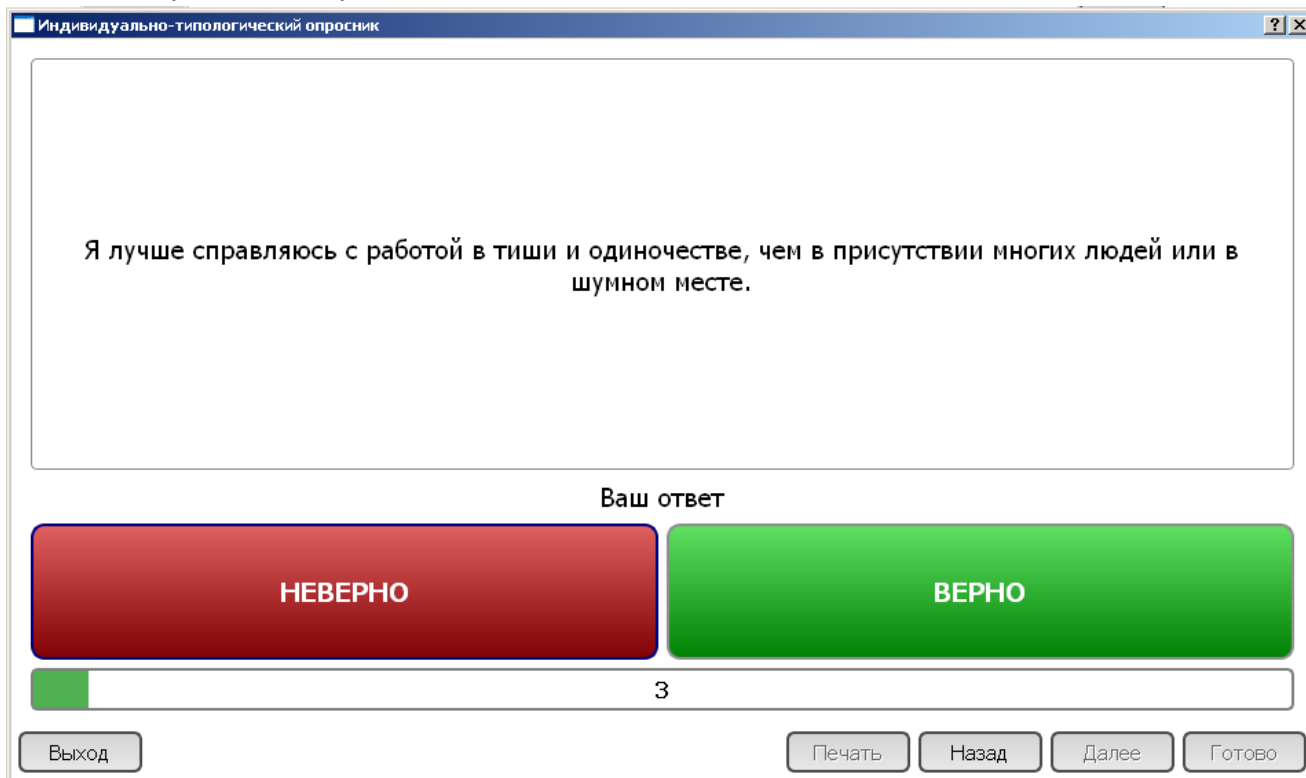 Индивидуально-типологический опросник
Я лучше справляюсь с работой в тиши и одиночестве, чем в присутствии многих людей или в
шумном месте.
Ваш ответ
НЕВЕРНО
ВЕРНО
3
Выход
Печать
Назад
Далее
Готово